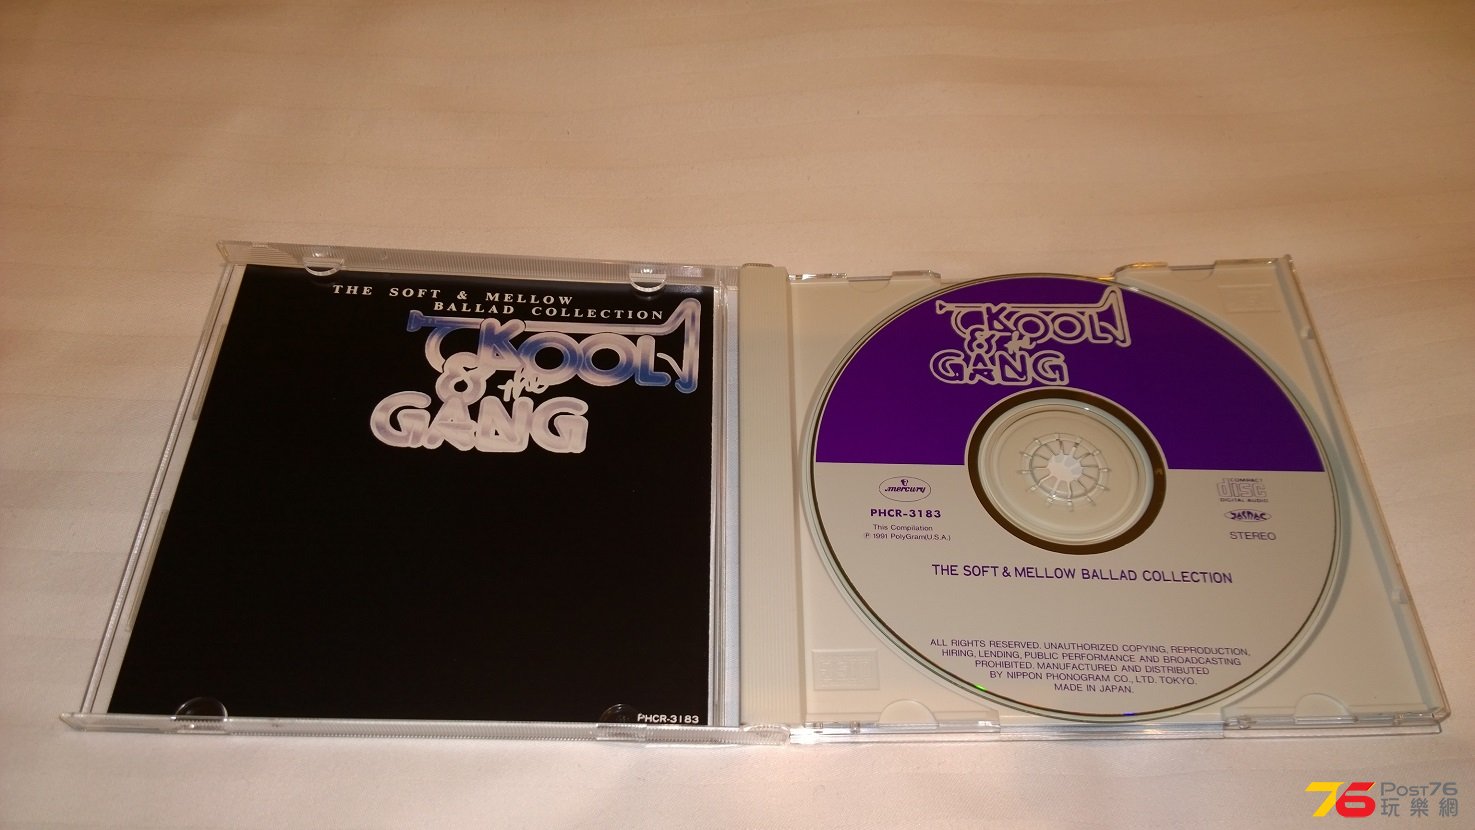 THE SOFT & MELLOW
BALLAD COLLECTION
KOOL
& the
GANG
PHCR-3183
KOOL
& the
GANG
mercury
PHCR-3183
This Compilation
℗ 1991 PolyGram(U.S.A.)
COMPACT
disc
DIGITAL AUDIO
JASRAC
STEREO
THE SOFT & MELLOW BALLAD COLLECTION
ALL RIGHTS RESERVED. UNAUTHORIZED COPYING, REPRODUCTION,
HIRING, LENDING, PUBLIC PERFORMANCE AND BROADCASTING
PROHIBITED. MANUFACTURED AND DISTRIBUTED
BY NIPPON PHONOGRAM CO., LTD. TOKYO.
MADE IN JAPAN.
76 Post76
玩樂網